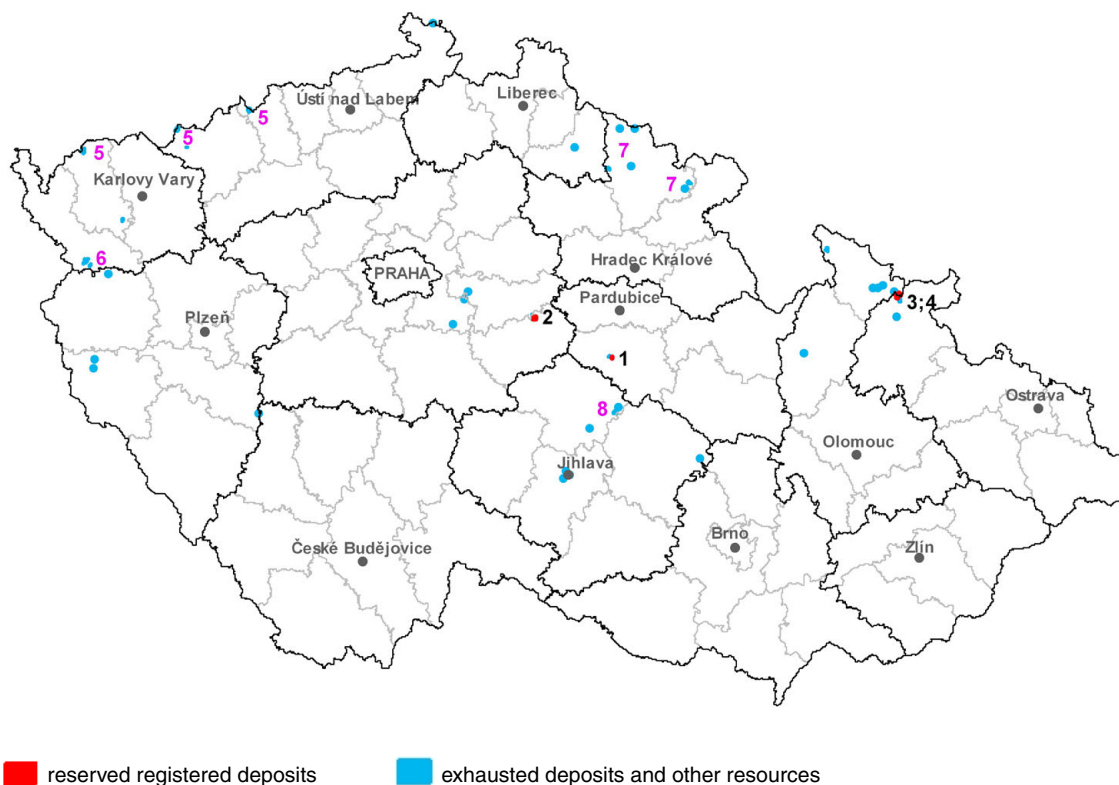 Ústí nad Labem
Liberec
5
5
5
7
Karlovy Vary
7
6
PRAHA
Hradec Králové
Pardubice
3;4
Plzeň
2
1
8
Ostrava
Olomouc
Jihlava
Brno
České Budějovice
Zlín
reserved registered deposits
exhausted deposits and other resources